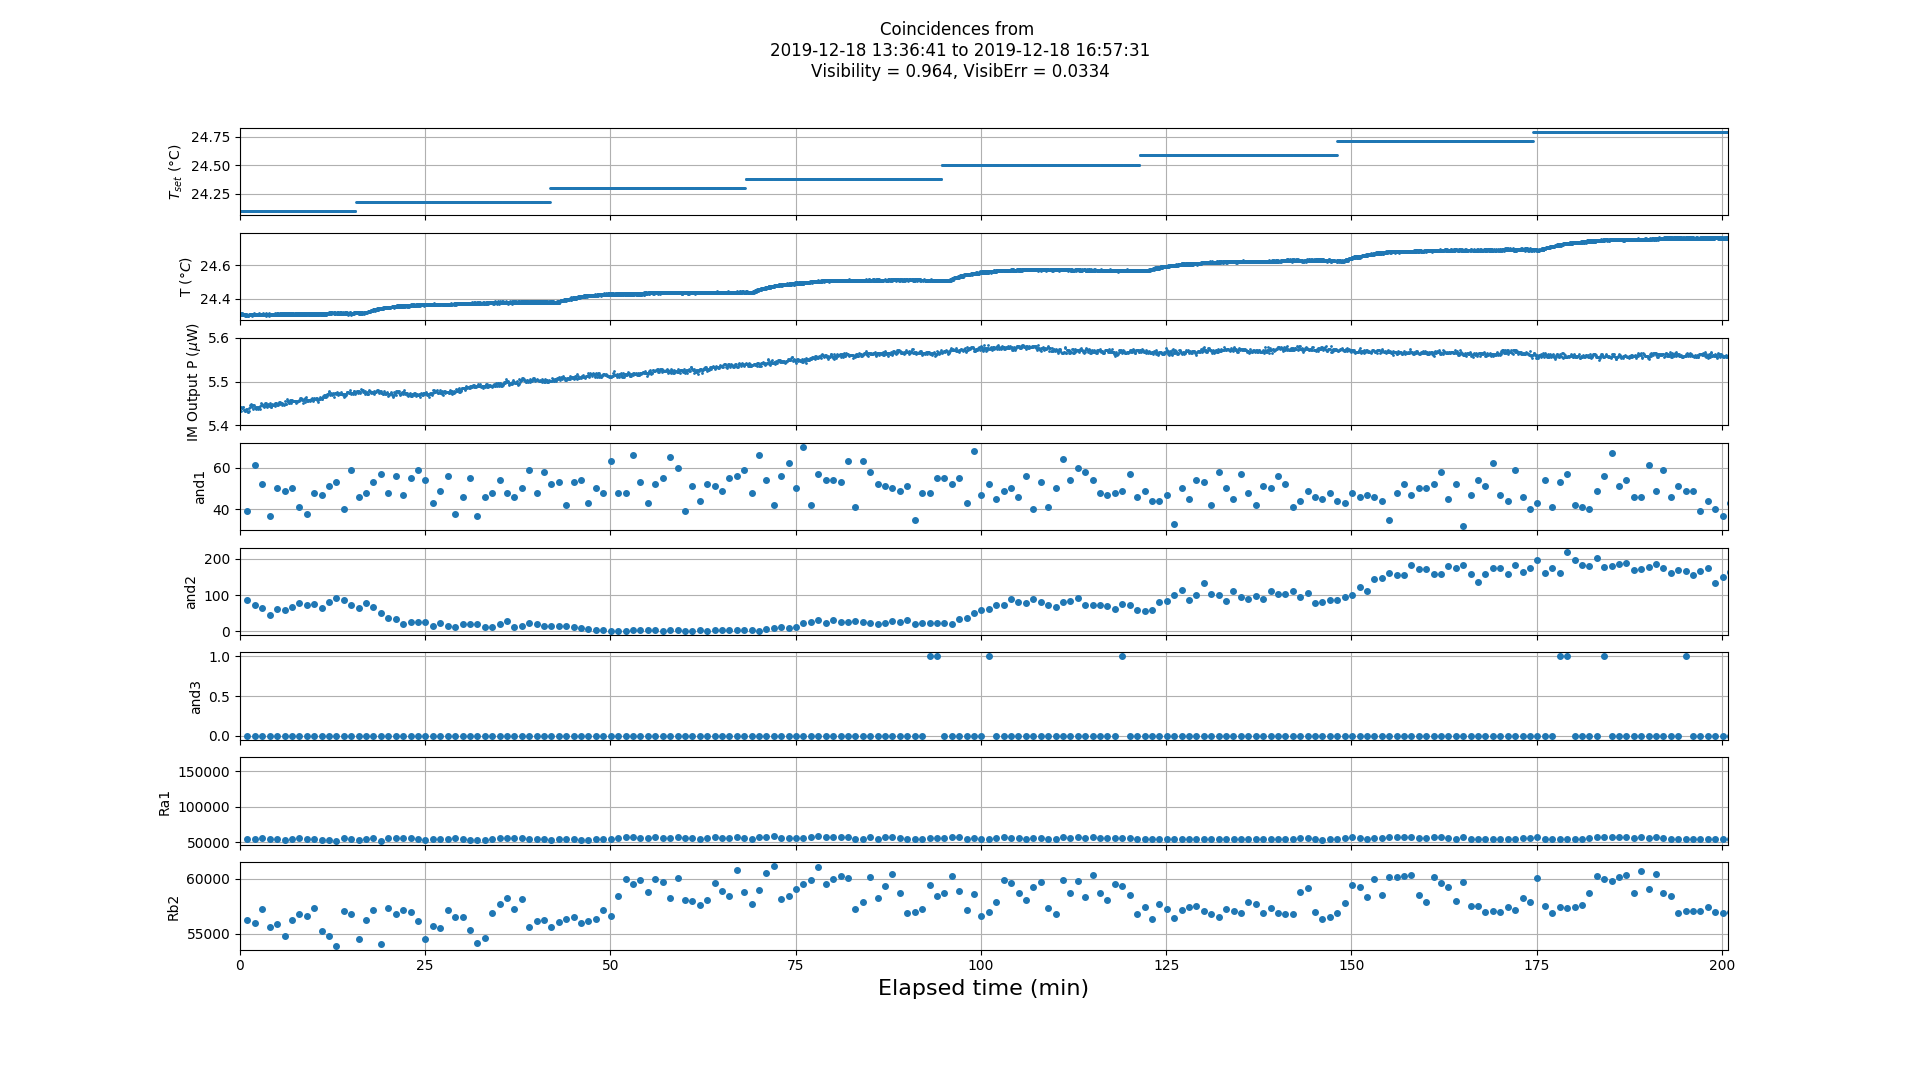 Coincidences from
2019-12-18 13:36:41 to 2019-12-18 16:57:31
Visibility = 0.964, VisibErr = 0.0334
T_set (°C)
24.75
24.50
24.25
T (°C)
24.6
24.4
IM Output P (μW)
5.6
5.5
5.4
and1
60
40
and2
200
100
0
and3
1.0
0.5
0.0
Ra1
150000
100000
50000
Rb2
60000
55000
0 25 50 75 100 125 150 175 200
Elapsed time (min)